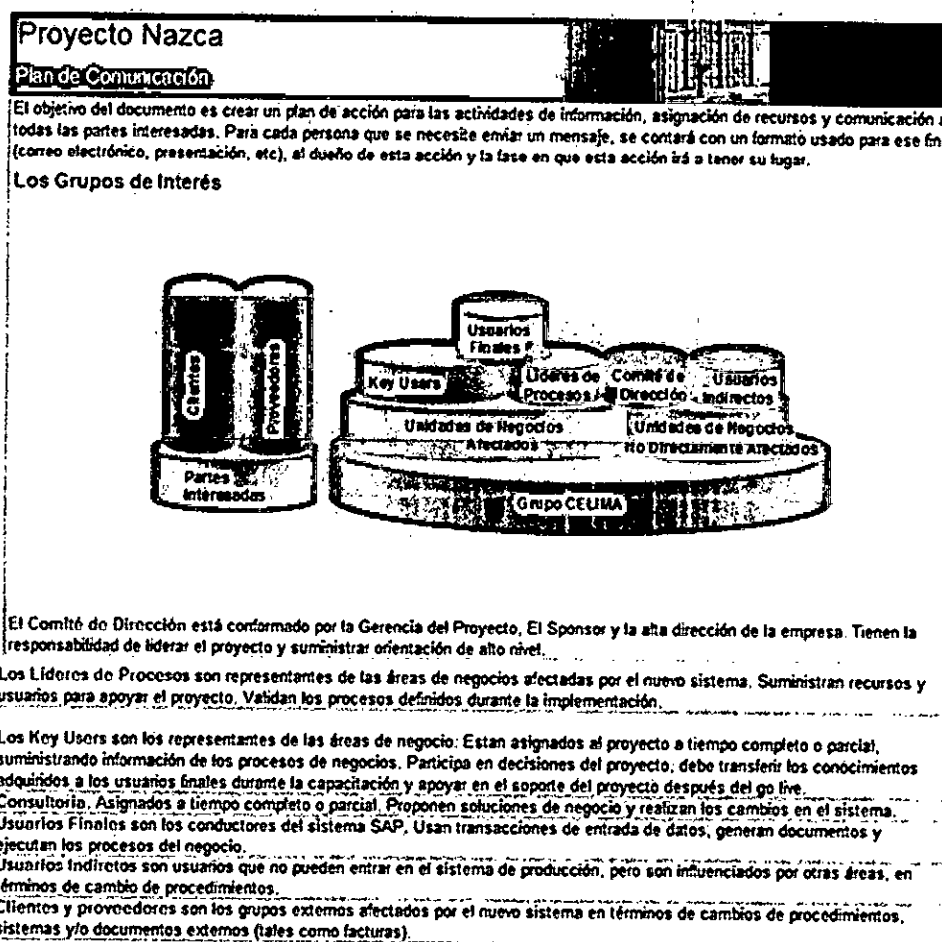 Proyecto Nazca
Plan de Comunicación
El objetivo del documento es crear un plan de acción para las actividades de información, asignación de recursos y comunicación a
todas las partes interesadas. Para cada persona que se necesite enviar un mensaje, se contará con un formato usado para ese fin
(correo electrónico, presentación, etc), al dueño de esta acción y la fase en que esta acción irá a tener su lugar.
Los Grupos de Interés
Usuarios
Finales
Clientes
Provedores
Key Users
Lideres de
Procesos
Comité de
Dirección
Usuarios
Indirectos
Unidades de Negocios
Afectados
Unidades de Negocios
No Directamente Afectados
Partes
Interesadas
Grupo CELIMA
El Comité de Dirección está conformado por la Gerencia del Proyecto, El Sponsor y la alta dirección de la empresa. Tienen la
responsabilidad de liderar el proyecto y suministrar orientación de alto nivel.
Los Líderes de Procesos son representantes de las áreas de negocios afectadas por el nuevo sistema. Suministran recursos y
usuarios para apoyar el proyecto. Validan los procesos definidos durante la implementación.
Los Key Users son los representantes de las áreas de negocio: Estan asignados al proyecto a tiempo completo o parcial,
suministrando información de los procesos de negocios. Participa en decisiones del proyecto, debe transferir los conocimientos
adquiridos a los usuarios finales durante la capacitación y apoyar en el soporte del proyecto después del go live.
Consultoria. Asignados a tiempo completo o parcial. Proponen soluciones de negocio y realizan los cambios en el sistema.
Usuarios Finales son los conductores del sistema SAP. Usan transacciones de entrada de datos, generan documentos y
ejecutan los procesos del negocio.
Usuarios Indiretos son usuarios que no pueden entrar en el sistema de producción, pero son influenciados por otras áreas, en
términos de cambio de procedimientos.
Clientes y proveedores son los grupos externos afectados por el nuevo sistema en términos de cambios de procedimientos,
sistemas y/o documentos externos (tales como facturas).